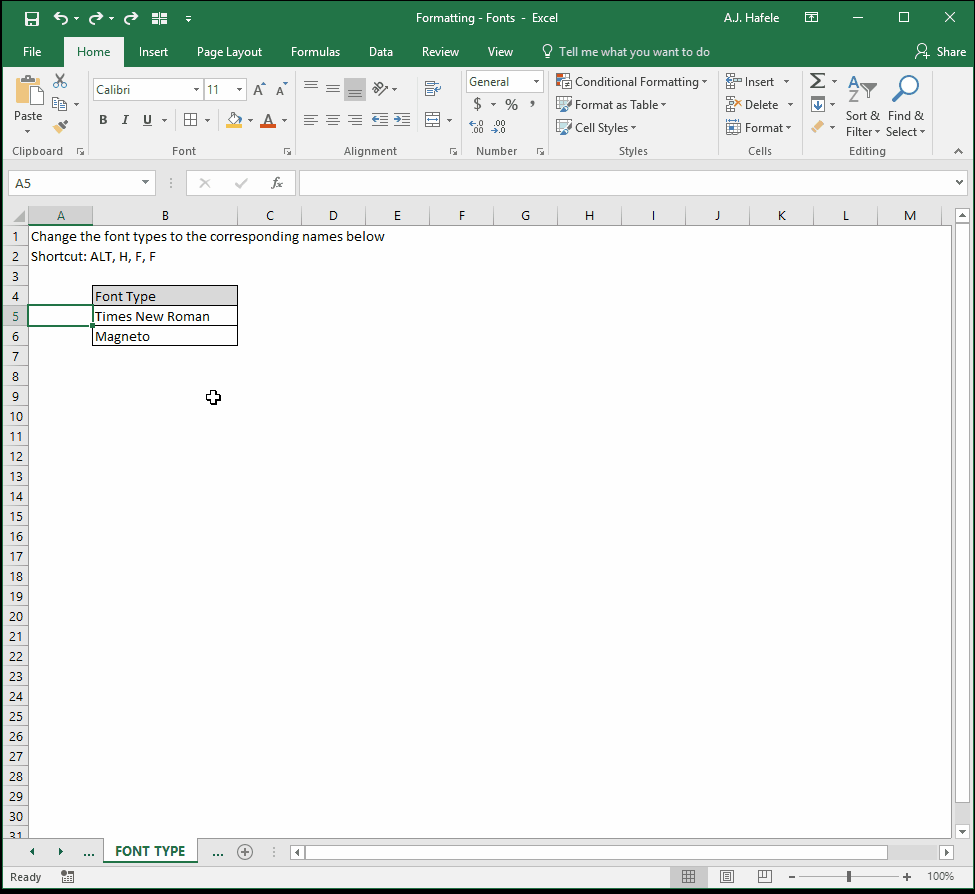 Formatting - Fonts - Excel
A.J. Hafele
File Home Insert Page Layout Formulas Data Review View Tell me what you want to do Share
Paste
Calibri 11
B I U A
General
$ % ,
Conditional Formatting
Format as Table
Cell Styles
Insert
Delete
Format
Sort & Filter
Find & Select
Clipboard Font Alignment Number Styles Cells Editing
A5 fx
A B C D E F G H I J K L M
1 Change the font types to the corresponding names below
2 Shortcut: ALT, H, F, F
3
4 Font Type
5 Times New Roman
6 Magneto
7
8
9
10
11
12
13
14
15
16
17
18
19
20
21
22
23
24
25
26
27
28
29
30
31
... FONT TYPE ...
Ready 100%